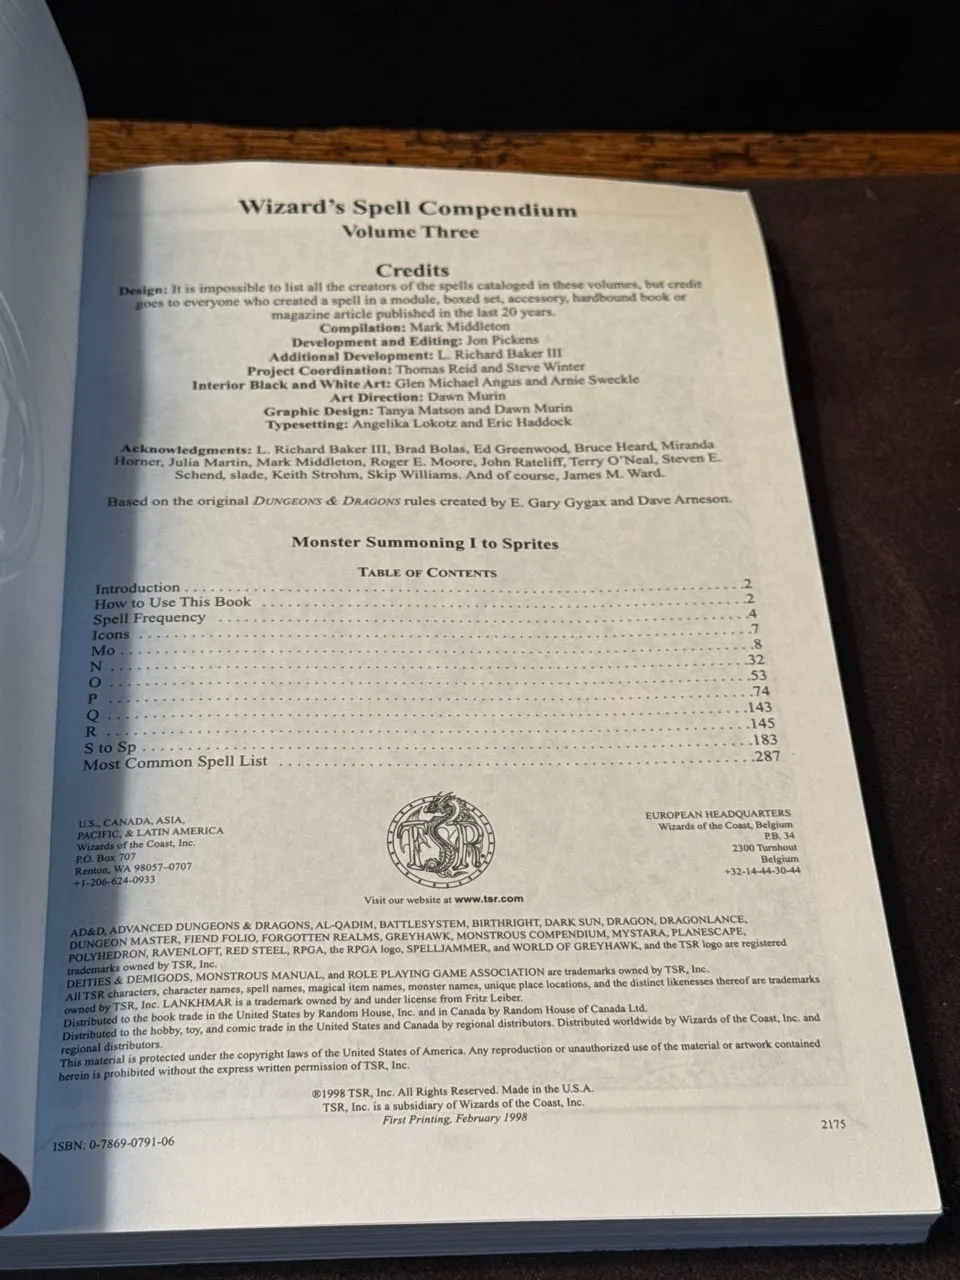 Wizard's Spell Compendium
Volume Three
Credits
Design: It is impossible to list all the creators of the spells cataloged in these volumes, but credit
goes to everyone who created a spell in a module, boxed set, accessory, hardbound book or
magazine article published in the last 20 years.
Compilation: Mark Middleton
Development and Editing: Jon Pickens
Additional Development: L. Richard Baker III
Project Coordination: Thomas Reid and Steve Winter
Interior Black and White Art: Glen Michael Angus and Arnie Sweckle
Art Direction: Dawn Murin
Graphic Design: Tanya Matson and Dawn Murin
Typesetting: Angelika Lokotz and Eric Haddock
Acknowledgments: L. Richard Baker III, Brad Bolas, Ed Greenwood, Bruce Heard, Miranda
Horner, Julia Martin, Mark Middleton, Roger E. Moore, John Rateliff, Terry O'Neal, Steven E.
Schend, slade, Keith Strohm, Skip Williams. And of course, James M. Ward.
Based on the original DUNGEONS & DRAGONS rules created by E. Gary Gygax and Dave Arneson.
Monster Summoning I to Sprites
TABLE OF CONTENTS
Introduction . . . . . . . . . . 2
How to Use This Book . . . . . . . . . . 2
Spell Frequency . . . . . . . . . . 4
Icons . . . . . . . . . . 7
Mo . . . . . . . . . . 8
N . . . . . . . . . . 32
O . . . . . . . . . . 53
P . . . . . . . . . . 74
Q . . . . . . . . . . 143
R . . . . . . . . . . 145
S to Sp . . . . . . . . . . 183
Most Common Spell List . . . . . . . . . . 287
U.S., CANADA, ASIA,
PACIFIC, & LATIN AMERICA
Wizards of the Coast, Inc.
P.O. Box 707
Renton, WA 98057–0707
+1-206-624-0933
TSR
Visit our website at www.tsr.com
EUROPEAN HEADQUARTERS
Wizards of the Coast, Belgium
P.B. 34
2300 Turnhout
Belgium
+32-14-44-30-44
AD&D, ADVANCED DUNGEONS & DRAGONS, AL-QADIM, BATTLESYSTEM, BIRTHRIGHT, DARK SUN, DRAGON, DRAGONLANCE,
DUNGEON MASTER, FIEND FOLIO, FORGOTTEN REALMS, GREYHAWK, MONSTROUS COMPENDIUM, MYSTARA, PLANESCAPE,
POLYHEDRON, RAVENLOFT, RED STEEL, RPGA, the RPGA logo, SPELLJAMMER, and WORLD OF GREYHAWK, and the TSR logo are registered
trademarks owned by TSR, Inc.
DEITIES & DEMIGODS, MONSTROUS MANUAL, and ROLE PLAYING GAME ASSOCIATION are trademarks owned by TSR, Inc.
All TSR characters, character names, spell names, magical item names, monster names, unique place locations, and the distinct likenesses thereof are trademarks
owned by TSR, Inc. LANKHMAR is a trademark owned by and under license from Fritz Leiber.
Distributed to the book trade in the United States by Random House, Inc. and in Canada by Random House of Canada Ltd.
Distributed to the hobby, toy, and comic trade in the United States and Canada by regional distributors. Distributed worldwide by Wizards of the Coast, Inc. and
regional distributors.
This material is protected under the copyright laws of the United States of America. Any reproduction or unauthorized use of the material or artwork contained
herein is prohibited without the express written permission of TSR, Inc.
®1998 TSR, Inc. All Rights Reserved. Made in the U.S.A.
TSR, Inc. is a subsidiary of Wizards of the Coast, Inc.
First Printing, February 1998
ISBN: 0-7869-0791-06
2175